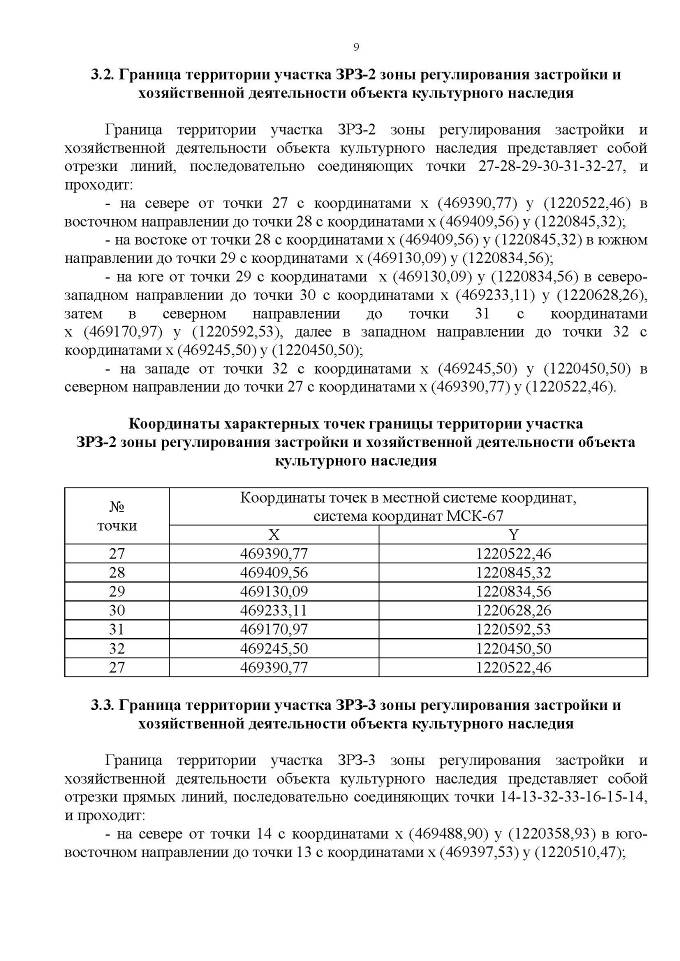 9
3.2. Граница территории участка ЗРЗ-2 зоны регулирования застройки и
хозяйственной деятельности объекта культурного наследия
Граница территории участка ЗРЗ-2 зоны регулирования застройки и
хозяйственной деятельности объекта культурного наследия представляет собой
отрезки линий, последовательно соединяющих точки 27-28-29-30-31-32-27, и
проходит:
- на севере от точки 27 с координатами x (469390,77) y (1220522,46) в
восточном направлении до точки 28 с координатами x (469409,56) y (1220845,32);
- на востоке от точки 28 с координатами x (469409,56) y (1220845,32) в южном
направлении до точки 29 с координатами x (469130,09) y (1220834,56);
- на юге от точки 29 с координатами x (469130,09) y (1220834,56) в северо-
западном направлении до точки 30 с координатами x (469233,11) y (1220628,26),
затем в северном направлении до точки 31 с координатами
x (469170,97) y (1220592,53), далее в западном направлении до точки 32 с
координатами x (469245,50) y (1220450,50);
- на западе от точки 32 с координатами x (469245,50) y (1220450,50) в
северном направлении до точки 27 с координатами x (469390,77) y (1220522,46).
Координаты характерных точек границы территории участка
ЗРЗ-2 зоны регулирования застройки и хозяйственной деятельности объекта
культурного наследия
№ точки Координаты точек в местной системе координат,
система координат МСК-67
X Y
27 469390,77 1220522,46
28 469409,56 1220845,32
29 469130,09 1220834,56
30 469233,11 1220628,26
31 469170,97 1220592,53
32 469245,50 1220450,50
27 469390,77 1220522,46
3.3. Граница территории участка ЗРЗ-3 зоны регулирования застройки и
хозяйственной деятельности объекта культурного наследия
Граница территории участка ЗРЗ-3 зоны регулирования застройки и
хозяйственной деятельности объекта культурного наследия представляет собой
отрезки прямых линий, последовательно соединяющих точки 14-13-32-33-16-15-14,
и проходит:
- на севере от точки 14 с координатами x (469488,90) y (1220358,93) в юго-
восточном направлении до точки 13 с координатами x (469397,53) y (1220510,47);